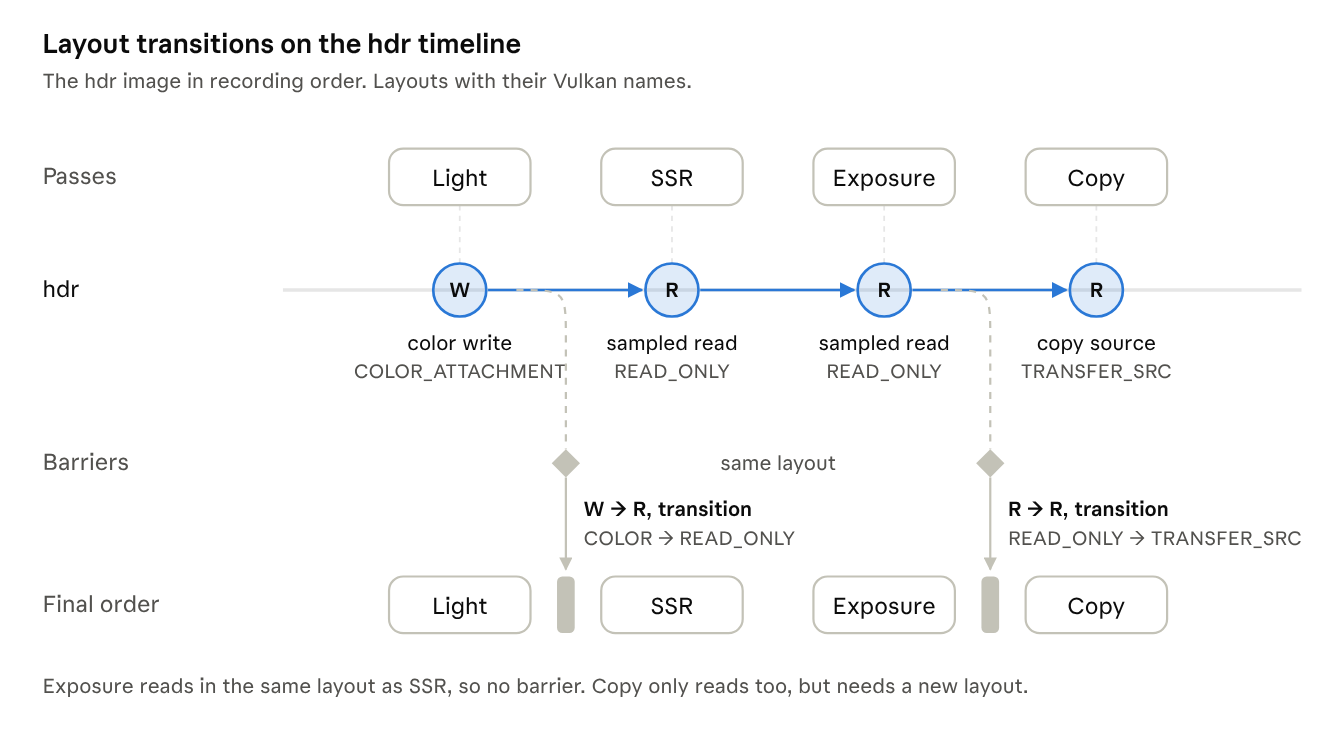 Layout transitions on the hdr timeline
The hdr image in recording order. Layouts with their Vulkan names.
Passes
Light
SSR
Exposure
Copy
hdr
W
R
R
R
color write
sampled read
sampled read
copy source
COLOR_ATTACHMENT
READ_ONLY
READ_ONLY
TRANSFER_SRC
Barriers
same layout
W → R, transition
R → R, transition
COLOR → READ_ONLY
READ_ONLY → TRANSFER_SRC
Final order
Light
SSR
Exposure
Copy
Exposure reads in the same layout as SSR, so no barrier. Copy only reads too, but needs a new layout.